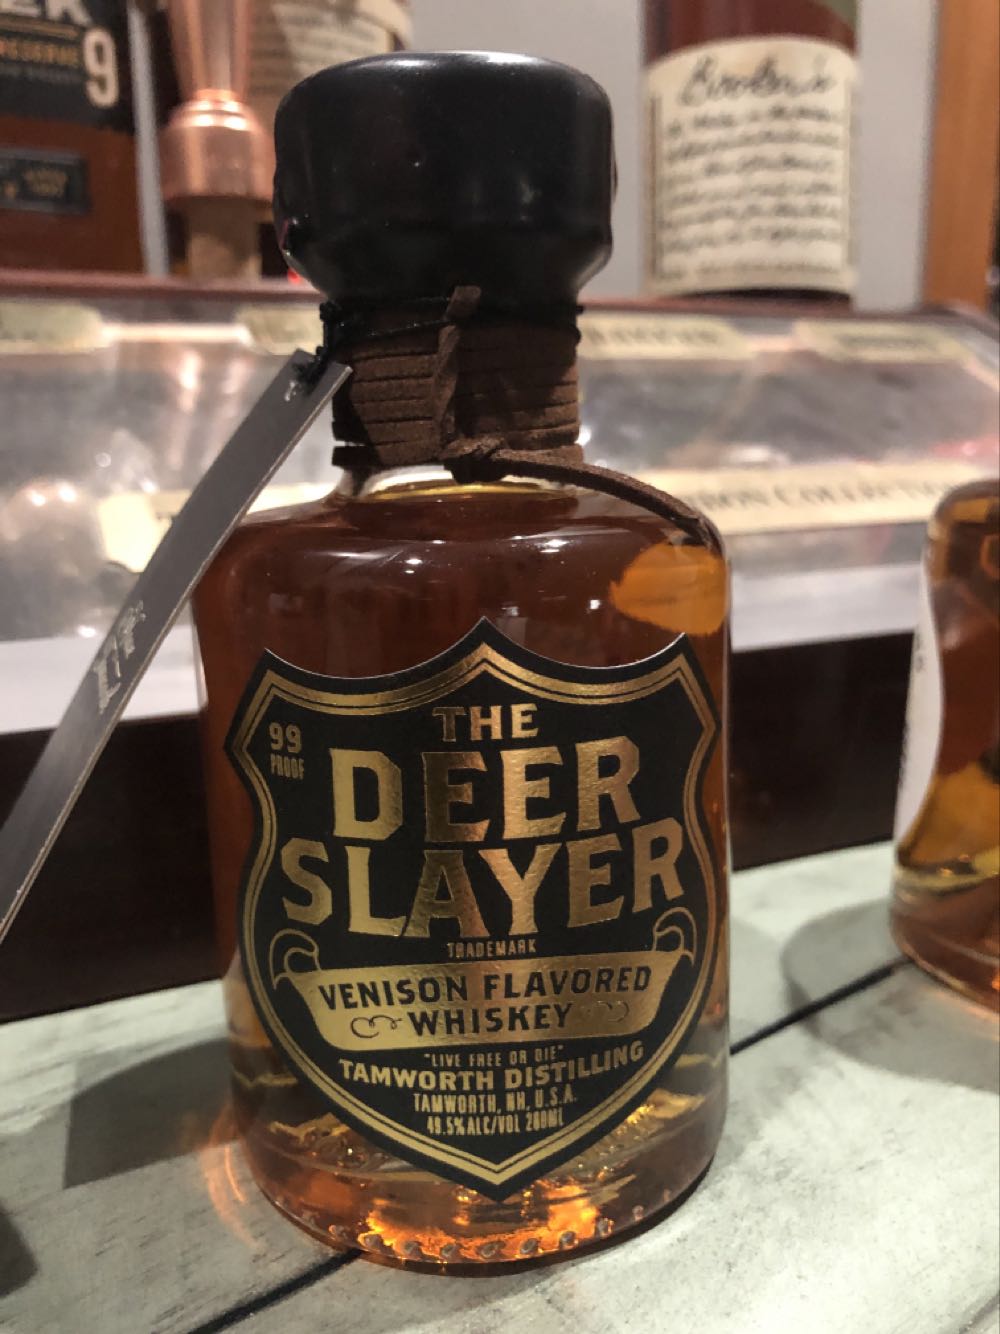 9
THE
99
PROOF
DEER
SLAYER
TRADEMARK
VENISON FLAVORED
WHISKEY
"LIVE FREE OR DIE"
TAMWORTH DISTILLING
TAMWORTH, NH, U.S.A.
49.5% ALC/VOL 200ML